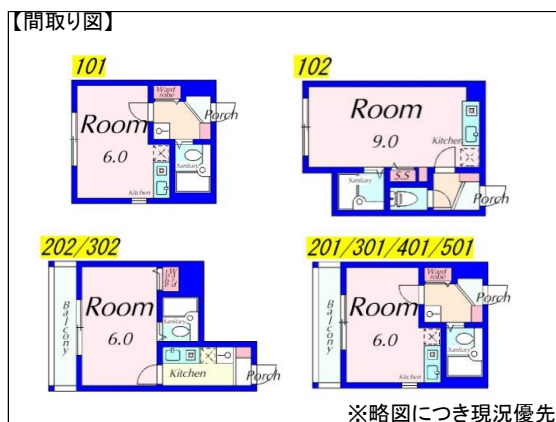 【間取り図】
101
Ward
robe
Porch
Room
6.0
Sanitary
Kitchen
102
Room
9.0
Kitchen
Sanitary
S.S
Porch
202/302
Balcony
Room
6.0
Sanitary
Kitchen
Porch
201/301/401/501
Balcony
Ward
robe
Porch
Room
6.0
Sanitary
Kitchen
※略図につき現況優先